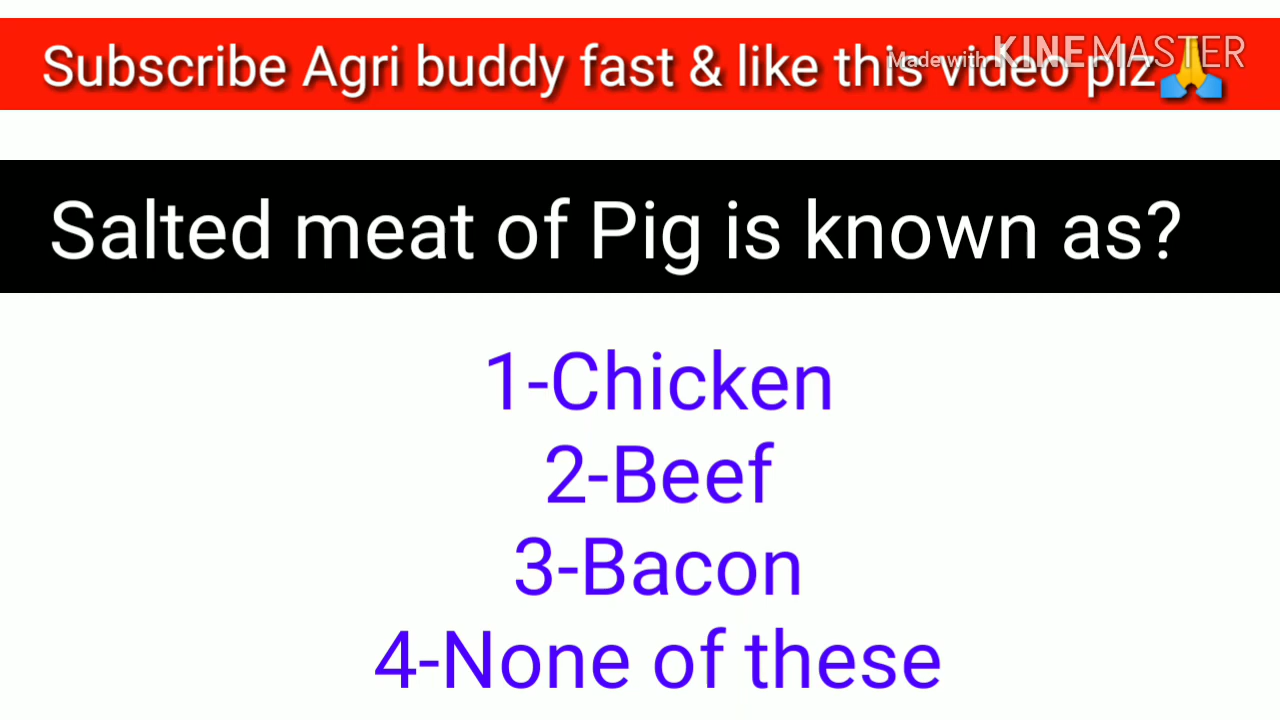 Subscribe Agri buddy fast & like this video plz🙏
Made with KINEMASTER
Salted meat of Pig is known as?
1-Chicken
2-Beef
3-Bacon
4-None of these